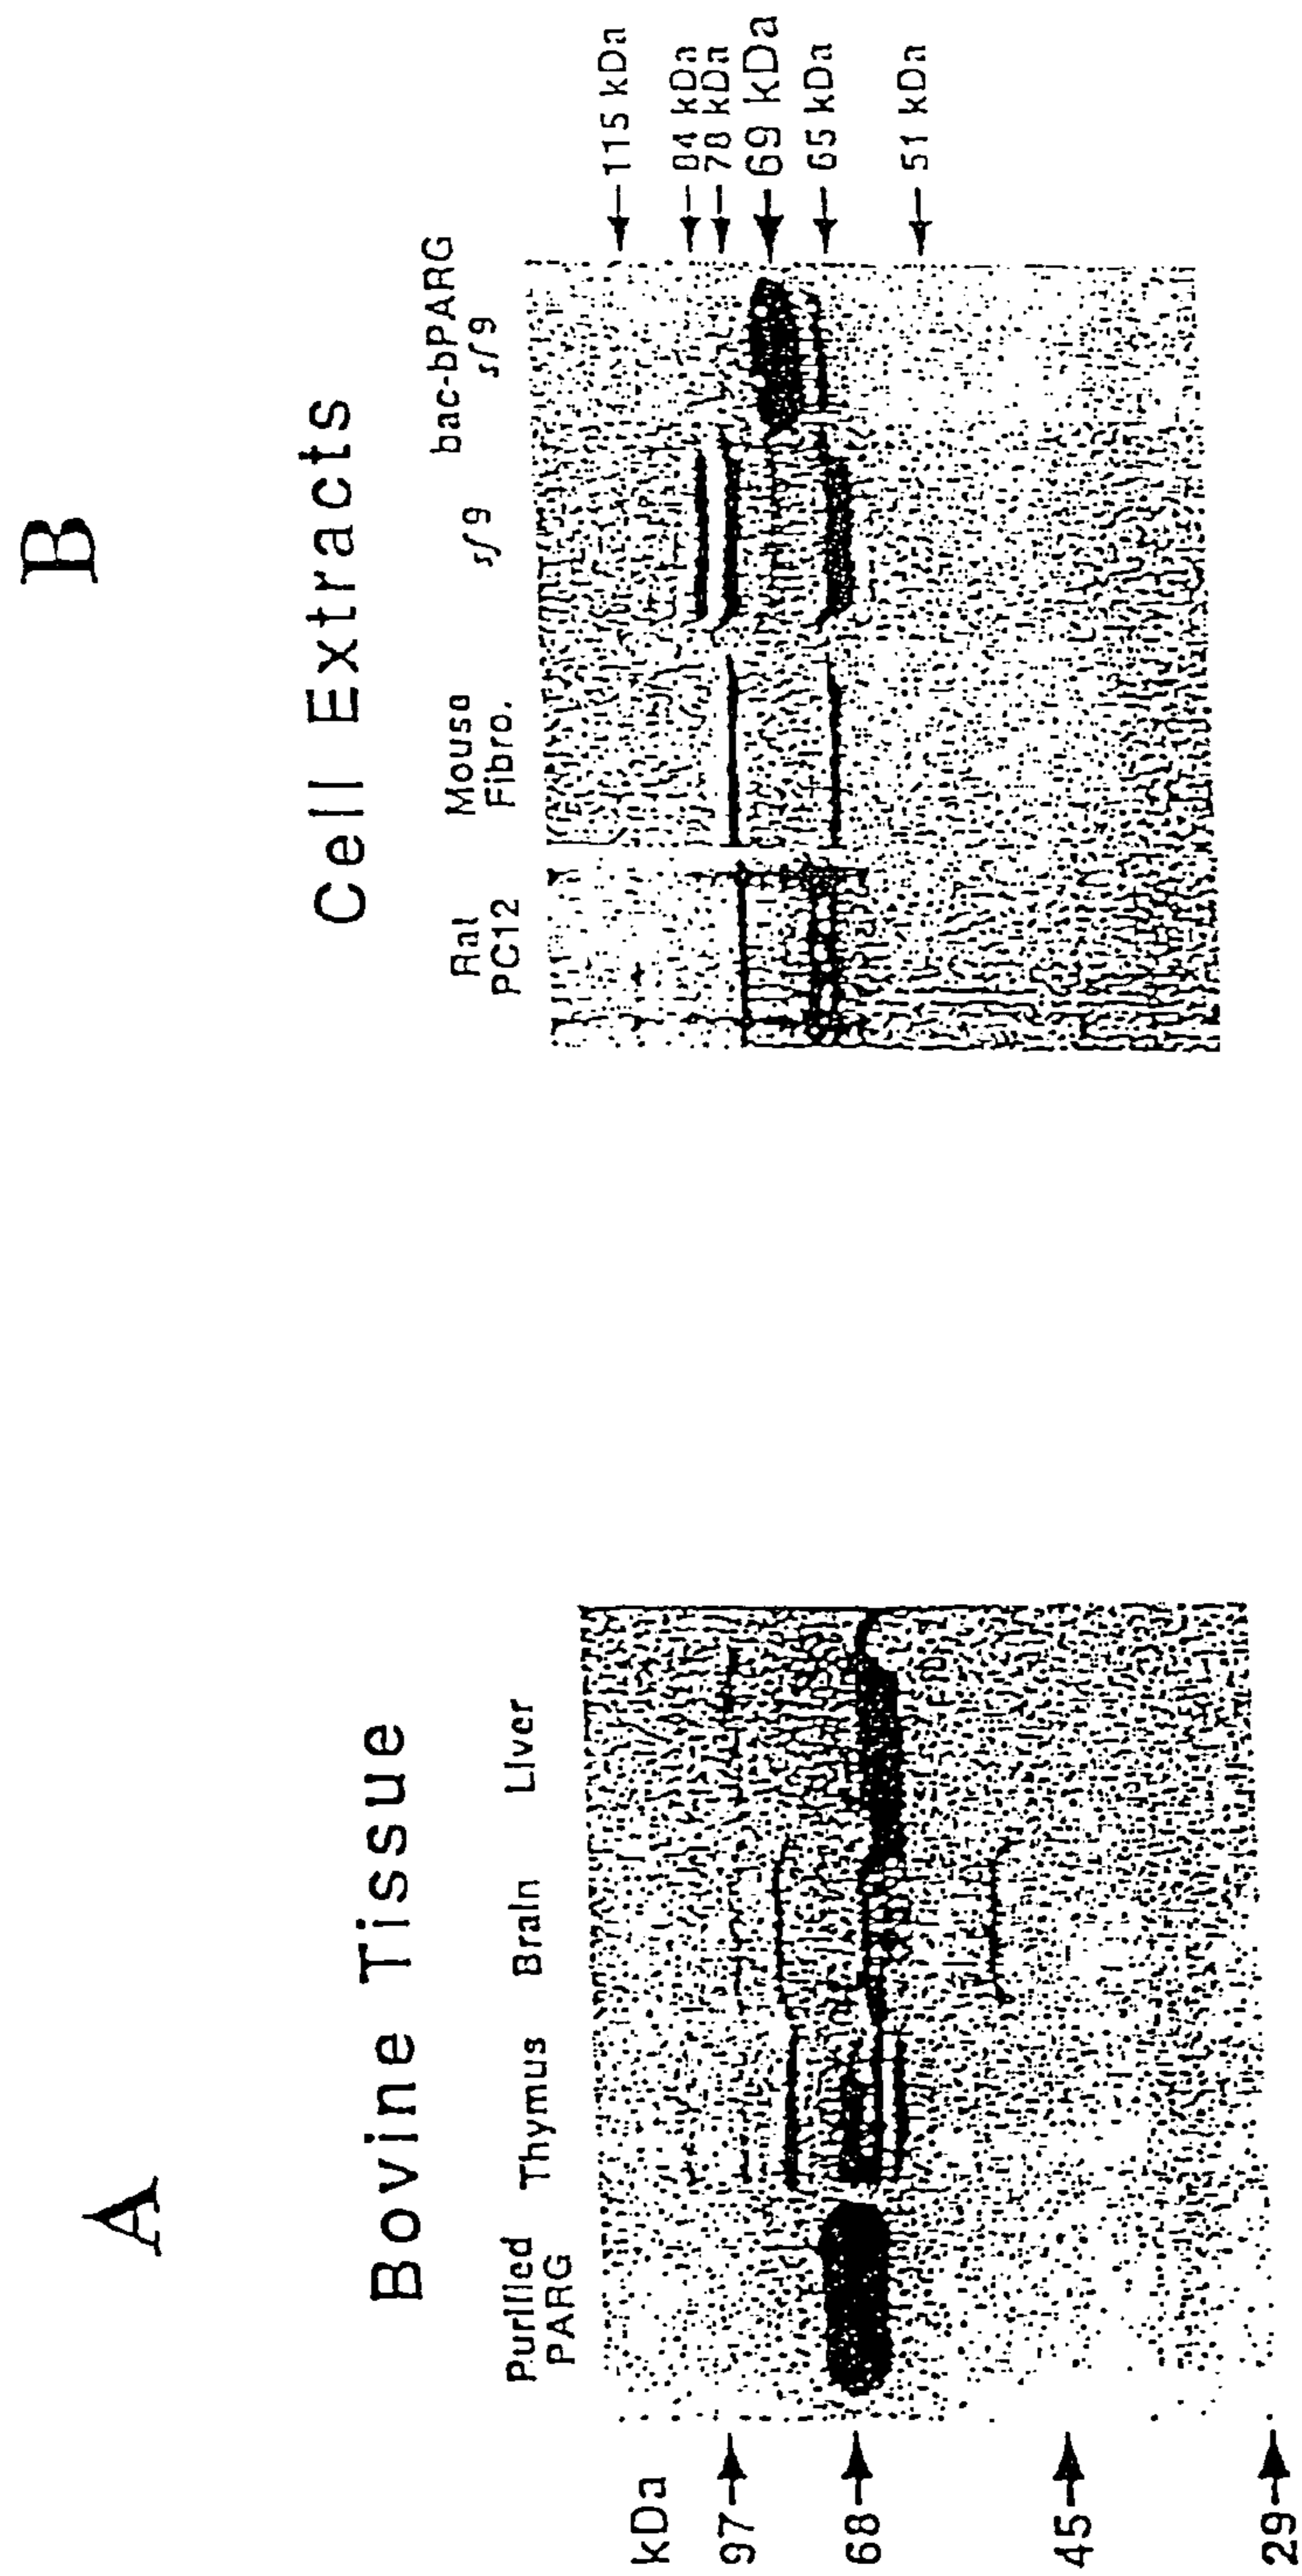 A
Bovine Tissue
Purified
PARG
Thymus
Brain
Liver
kDa
97
68
45
29
B
Cell Extracts
Rat
PC12
Mouse
Fibro.
sf9
bac-bPARG
sf9
115 kDa
84 kDa
78 kDa
69 kDa
65 kDa
51 kDa